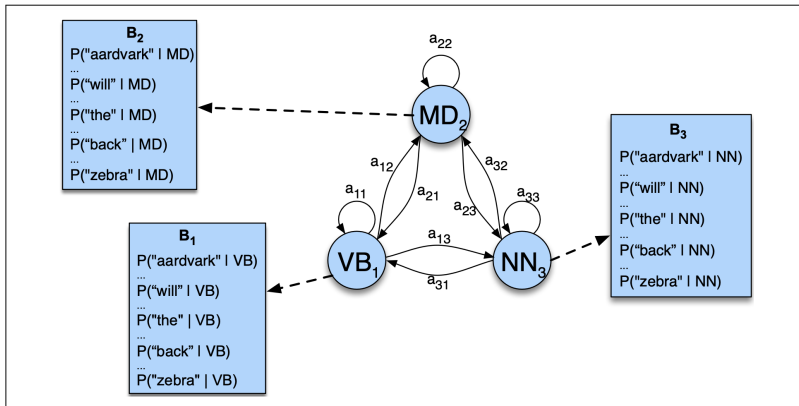 B₂
P("aardvark" | MD)
...
P(“will” | MD)
...
P("the" | MD)
...
P(“back” | MD)
...
P("zebra" | MD)
a₂₂
MD₂
B₃
P("aardvark" | NN)
...
P(“will” | NN)
...
P("the" | NN)
...
P(“back” | NN)
...
P("zebra" | NN)
a₁₂
a₂₁
a₃₂
a₂₃
a₁₁
a₃₃
B₁
P("aardvark" | VB)
...
P(“will” | VB)
...
P("the" | VB)
...
P(“back” | VB)
...
P("zebra" | VB)
VB₁
a₁₃
a₃₁
NN₃